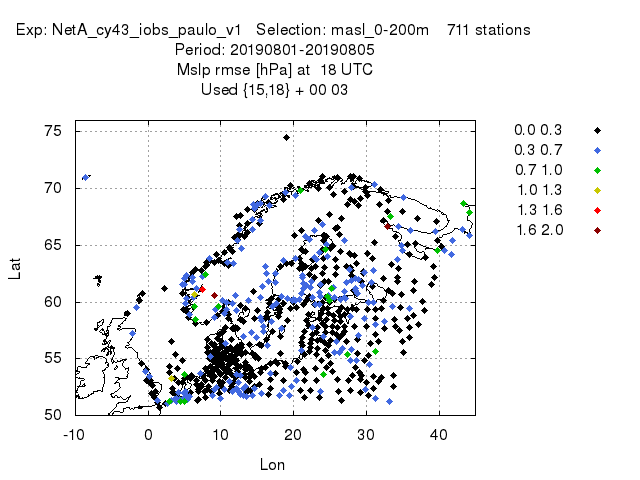 Exp: NetA_cy43_iobs_paulo_v1 Selection: masl_0-200m 711 stations
Period: 20190801-20190805
Mslp rmse [hPa] at 18 UTC
Used {15,18} + 00 03
0.0 0.3
0.3 0.7
0.7 1.0
1.0 1.3
1.3 1.6
1.6 2.0
75
70
65
60
55
50
Lat
-10 0 10 20 30 40
Lon